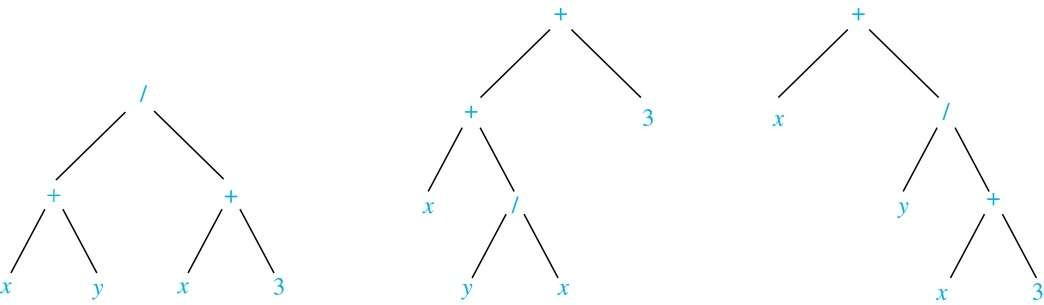 + +
/
+ 3 x /
+ +
x / y +
x y x 3
y x x 3